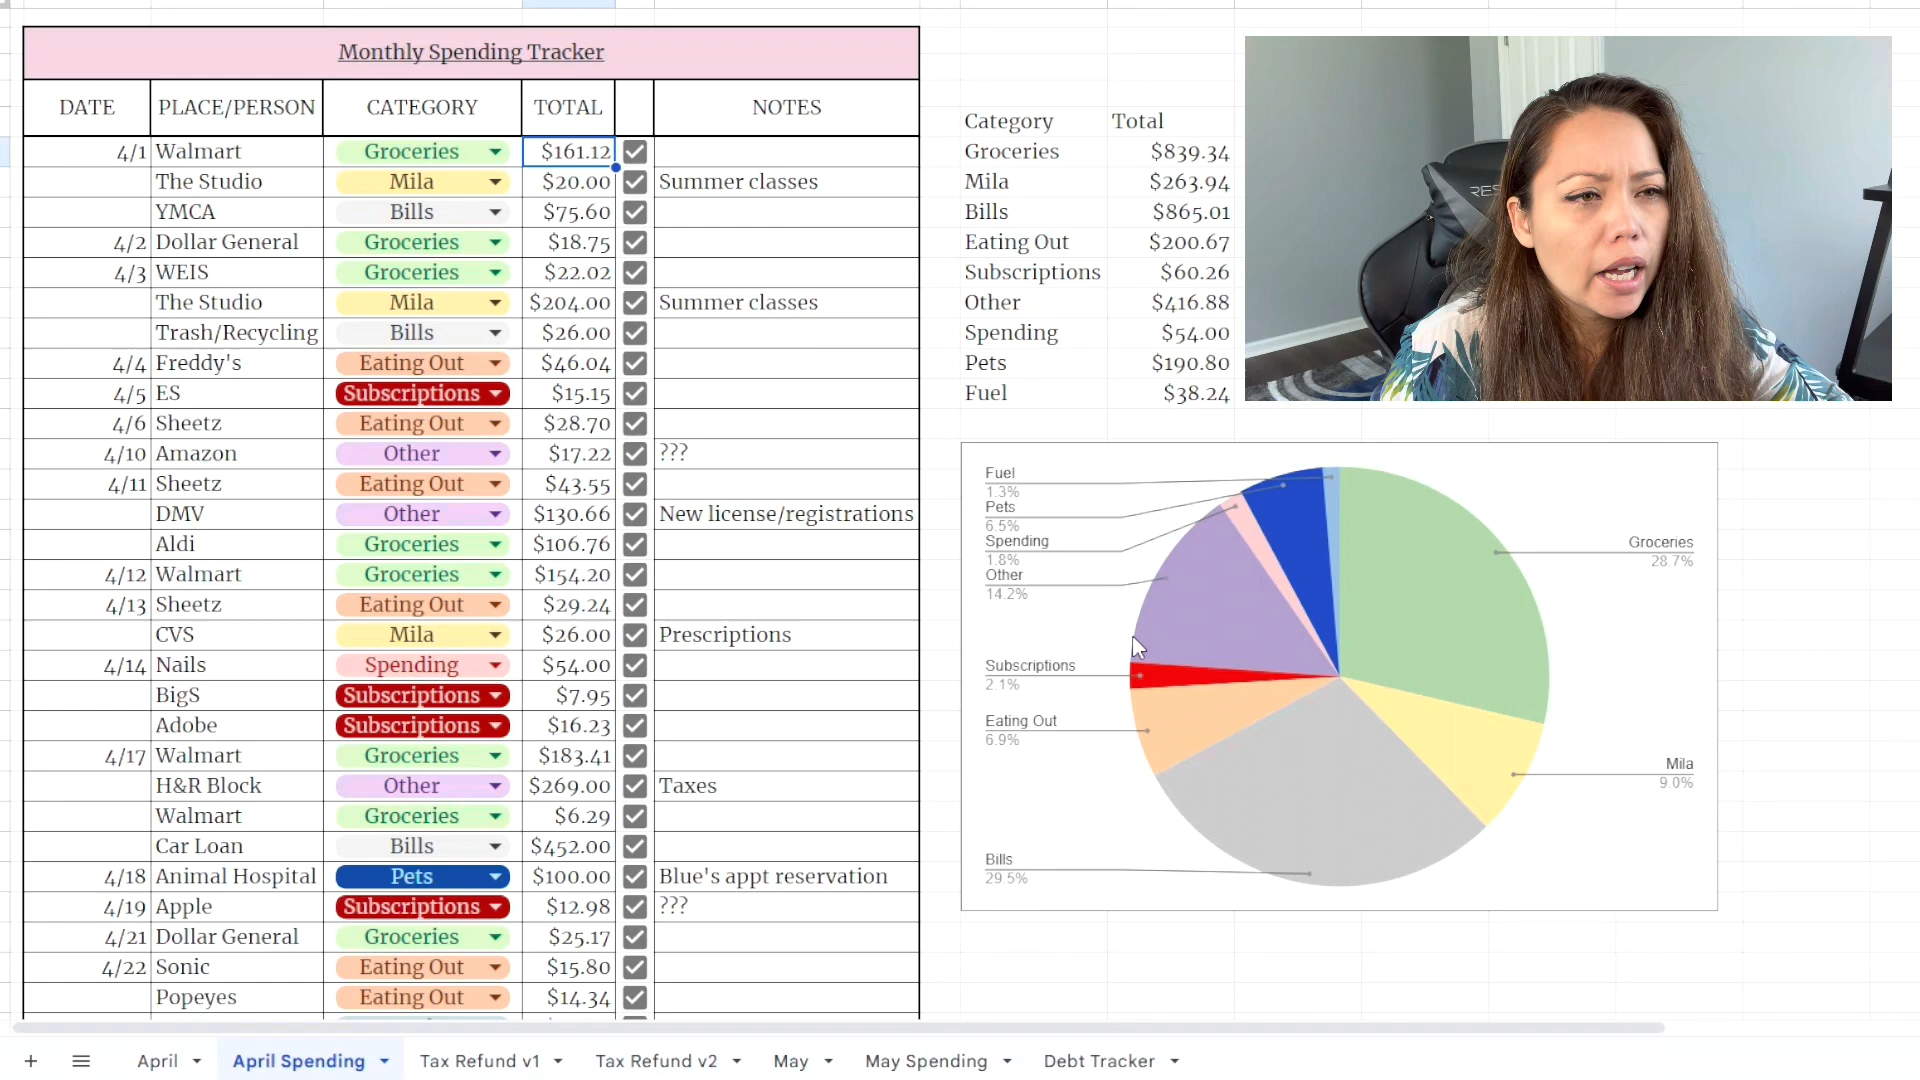 Monthly Spending Tracker
DATE PLACE/PERSON CATEGORY TOTAL NOTES
4/1 Walmart Groceries $161.12
The Studio Mila $20.00 Summer classes
YMCA Bills $75.60
4/2 Dollar General Groceries $18.75
4/3 WEIS Groceries $22.02
The Studio Mila $204.00 Summer classes
Trash/Recycling Bills $26.00
4/4 Freddy's Eating Out $46.04
4/5 ES Subscriptions $15.15
4/6 Sheetz Eating Out $28.70
4/10 Amazon Other $17.22 ???
4/11 Sheetz Eating Out $43.55
DMV Other $130.66 New license/registrations
Aldi Groceries $106.76
4/12 Walmart Groceries $154.20
4/13 Sheetz Eating Out $29.24
CVS Mila $26.00 Prescriptions
4/14 Nails Spending $54.00
BigS Subscriptions $7.95
Adobe Subscriptions $16.23
4/17 Walmart Groceries $183.41
H&R Block Other $269.00 Taxes
Walmart Groceries $6.29
Car Loan Bills $452.00
4/18 Animal Hospital Pets $100.00 Blue's appt reservation
4/19 Apple Subscriptions $12.98 ???
4/21 Dollar General Groceries $25.17
4/22 Sonic Eating Out $15.80
Popeyes Eating Out $14.34
Category Total
Groceries $839.34
Mila $263.94
Bills $865.01
Eating Out $200.67
Subscriptions $60.26
Other $416.88
Spending $54.00
Pets $190.80
Fuel $38.24
RES
Fuel
1.3%
Pets
6.5%
Spending
1.8%
Other
14.2%
Subscriptions
2.1%
Eating Out
6.9%
Bills
29.5%
Groceries
28.7%
Mila
9.0%
April April Spending Tax Refund v1 Tax Refund v2 May May Spending Debt Tracker